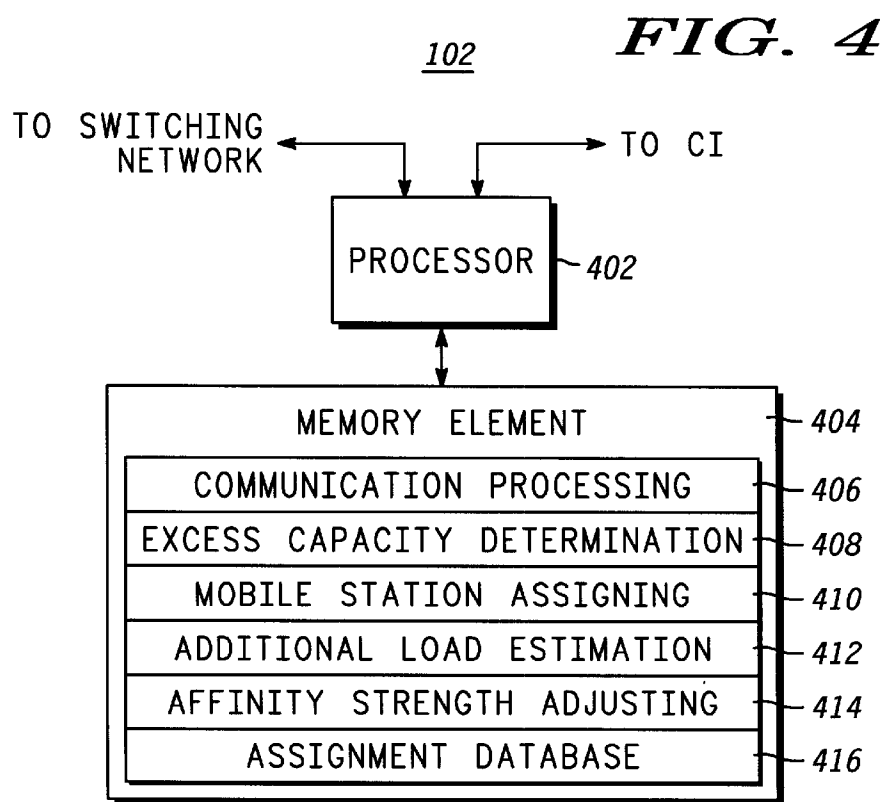 FIG. 4
102
TO SWITCHING
NETWORK
TO CI
PROCESSOR
402
MEMORY ELEMENT
404
COMMUNICATION PROCESSING
406
EXCESS CAPACITY DETERMINATION
408
MOBILE STATION ASSIGNING
410
ADDITIONAL LOAD ESTIMATION
412
AFFINITY STRENGTH ADJUSTING
414
ASSIGNMENT DATABASE
416